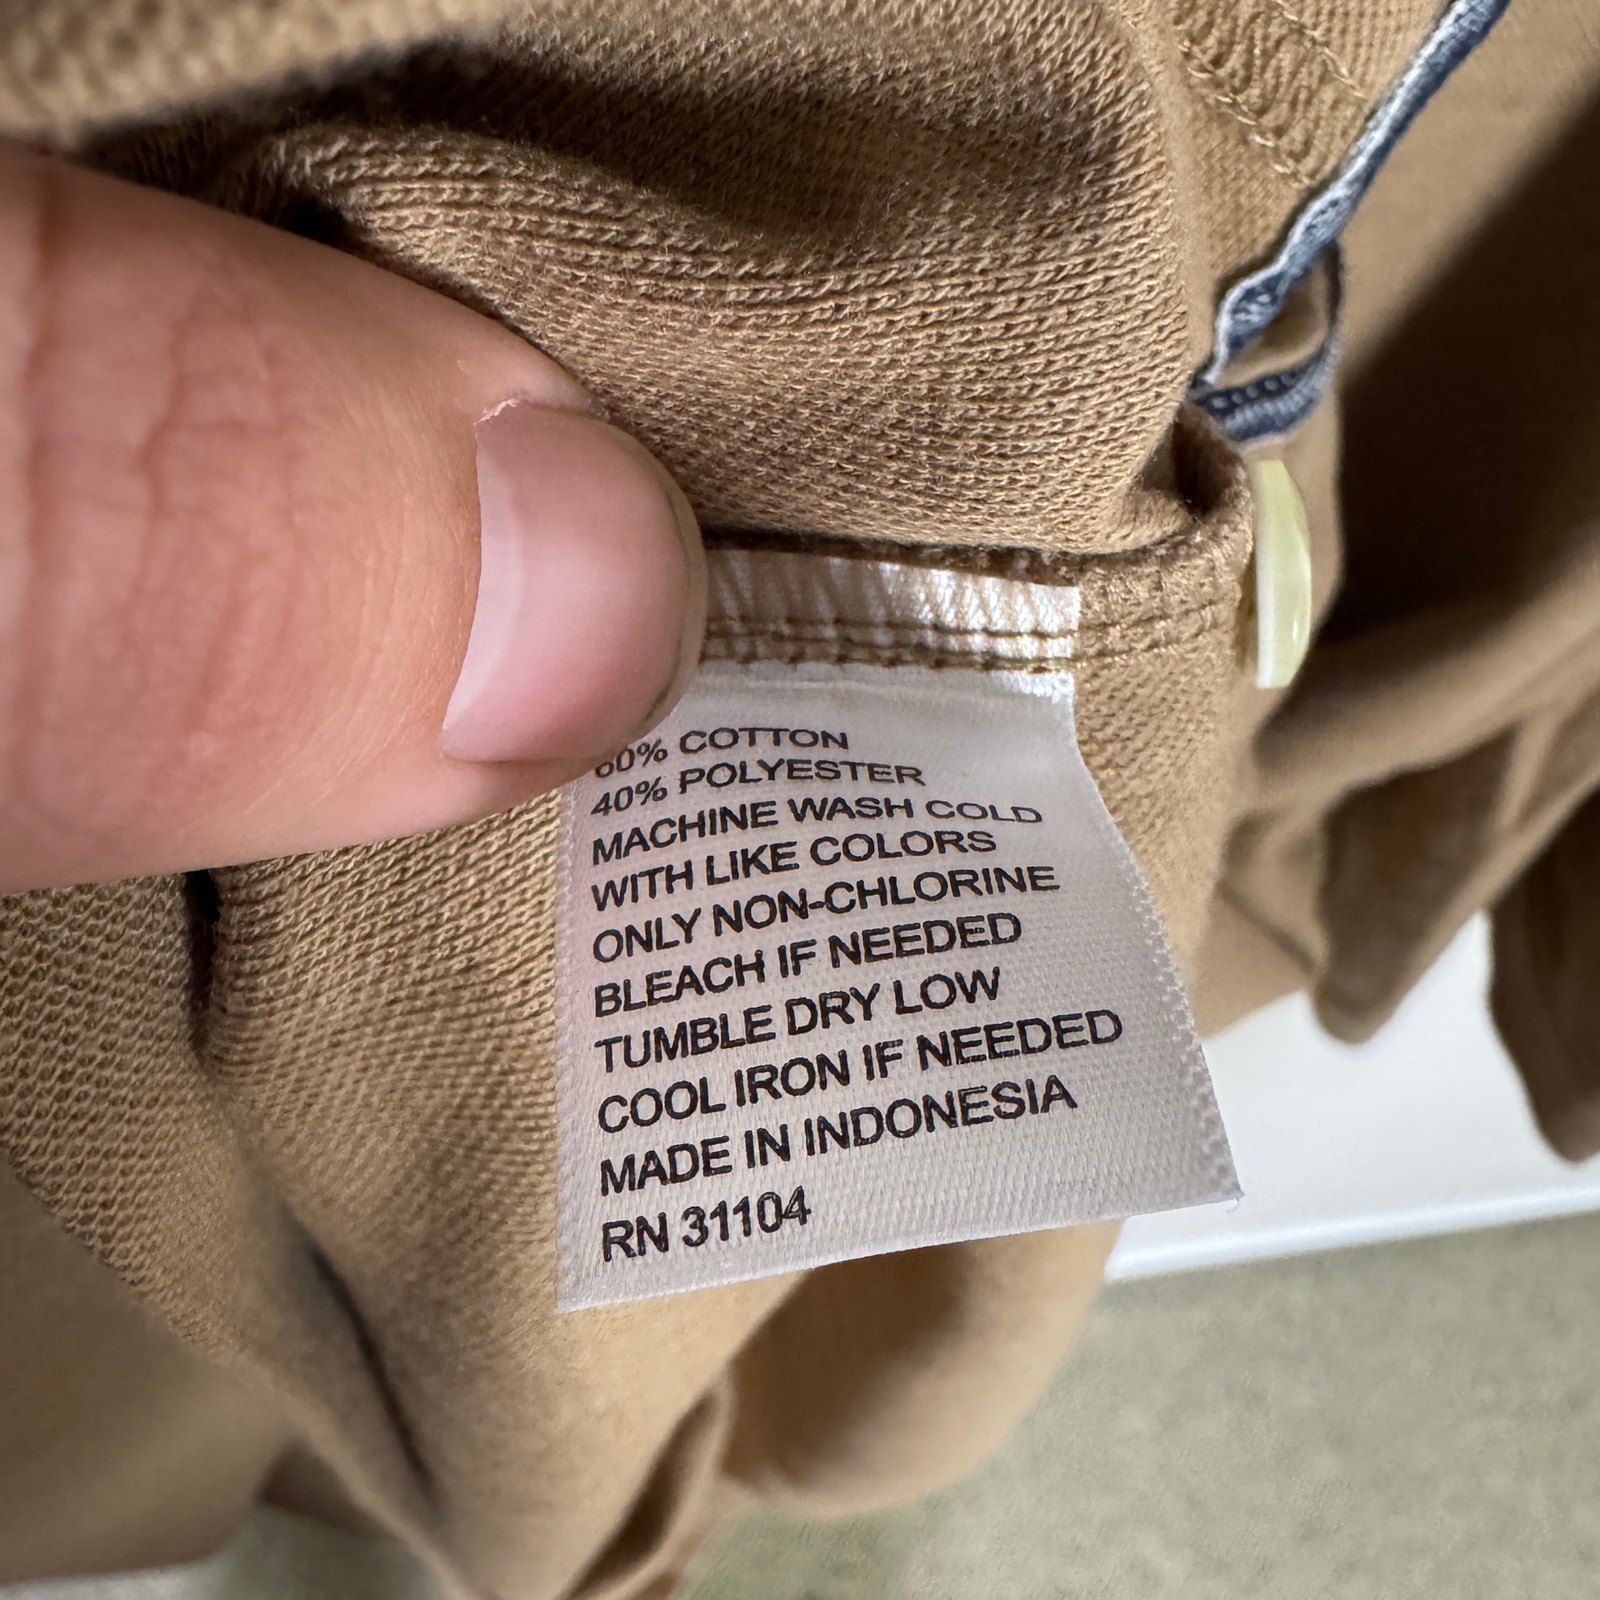 60% COTTON
40% POLYESTER
MACHINE WASH COLD
WITH LIKE COLORS
ONLY NON-CHLORINE
BLEACH IF NEEDED
TUMBLE DRY LOW
COOL IRON IF NEEDED
MADE IN INDONESIA
RN 31104